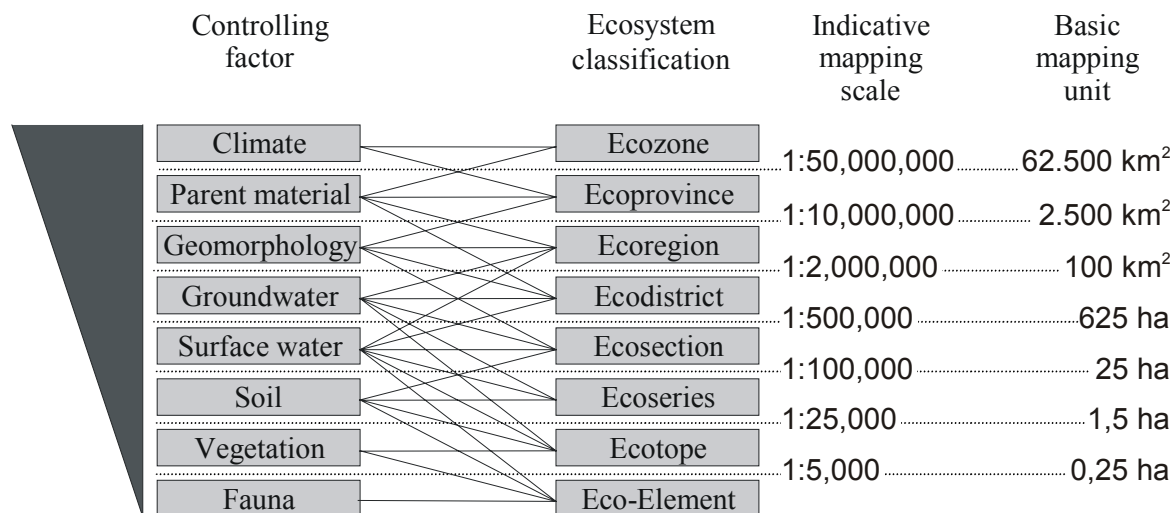 Controlling
factor
Ecosystem
classification
Indicative
mapping
scale
Basic
mapping
unit
Climate
Ecozone
1:50,000,000 62.500 km²
Parent material
Ecoprovince
1:10,000,000 2.500 km²
Geomorphology
Ecoregion
1:2,000,000 100 km²
Groundwater
Ecodistrict
1:500,000 625 ha
Surface water
Ecosection
1:100,000 25 ha
Soil
Ecoseries
1:25,000 1,5 ha
Vegetation
Ecotope
1:5,000 0,25 ha
Fauna
Eco-Element